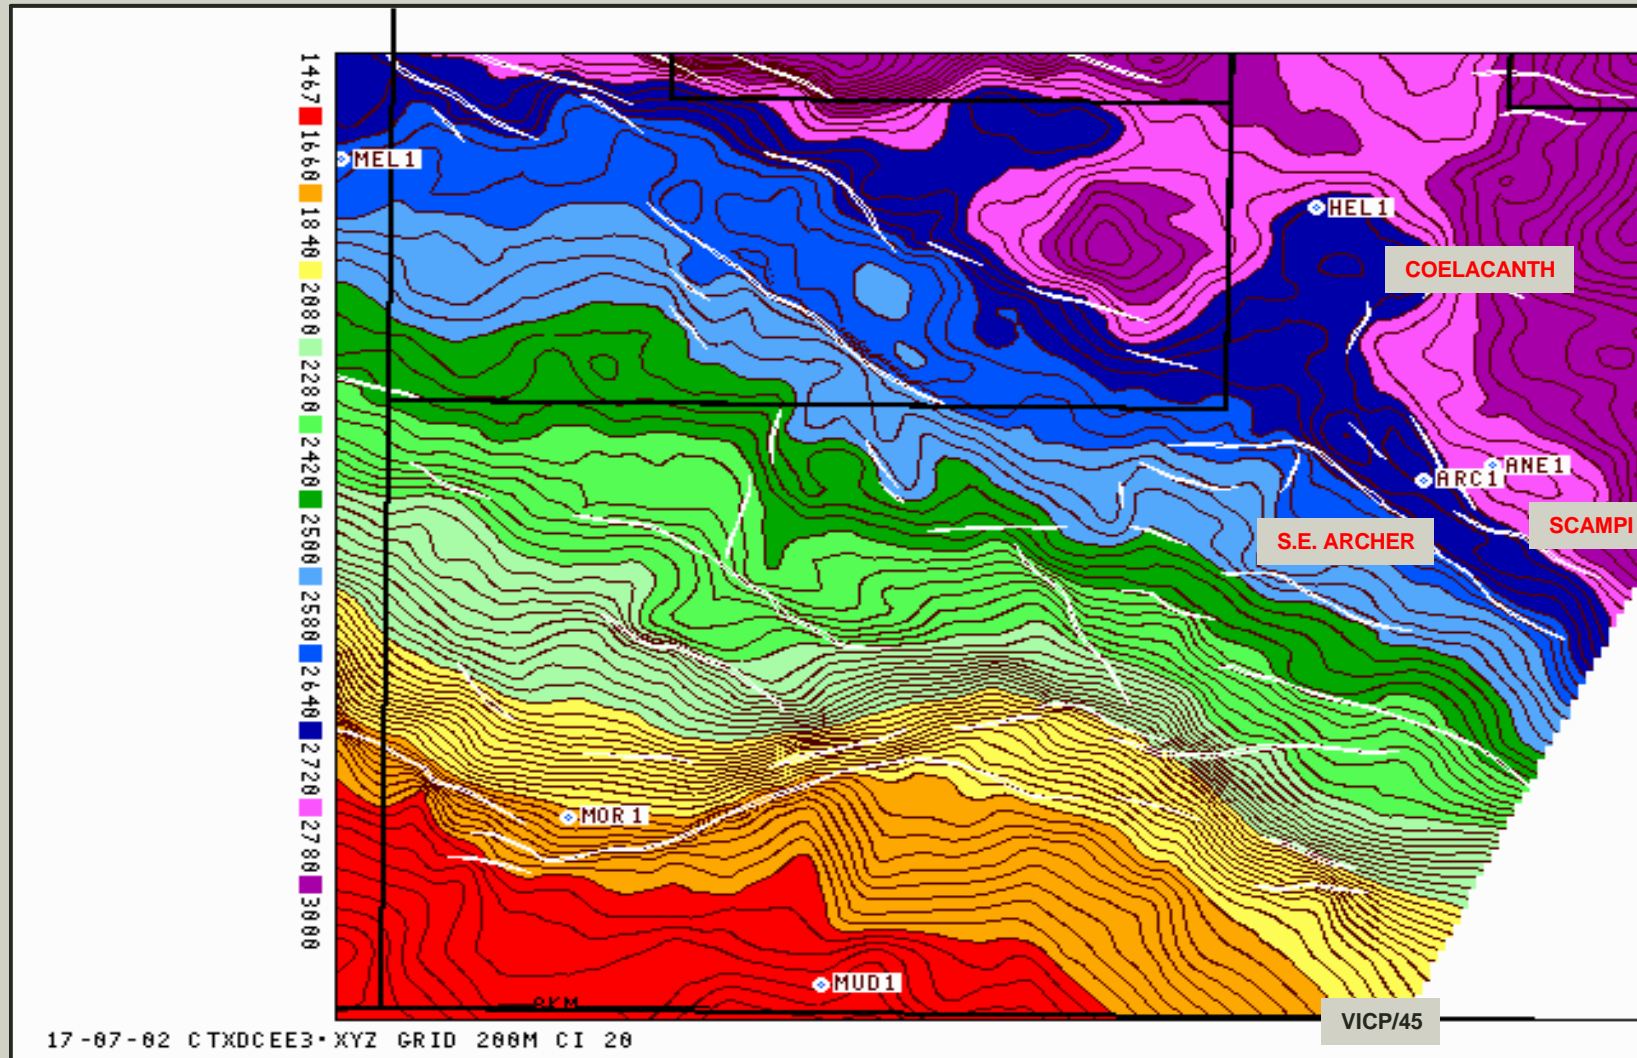 1467
1660
1840
2080
2280
2420
2500
2580
2640
2720
2780
3000
MEL1
HEL1
COELACANTH
ARC1
ANE1
SCAMPI
S.E. ARCHER
MOR1
MUD1
8KM
VICP/45
17-07-02 CTXDCEE3·XYZ GRID 200M CI 20